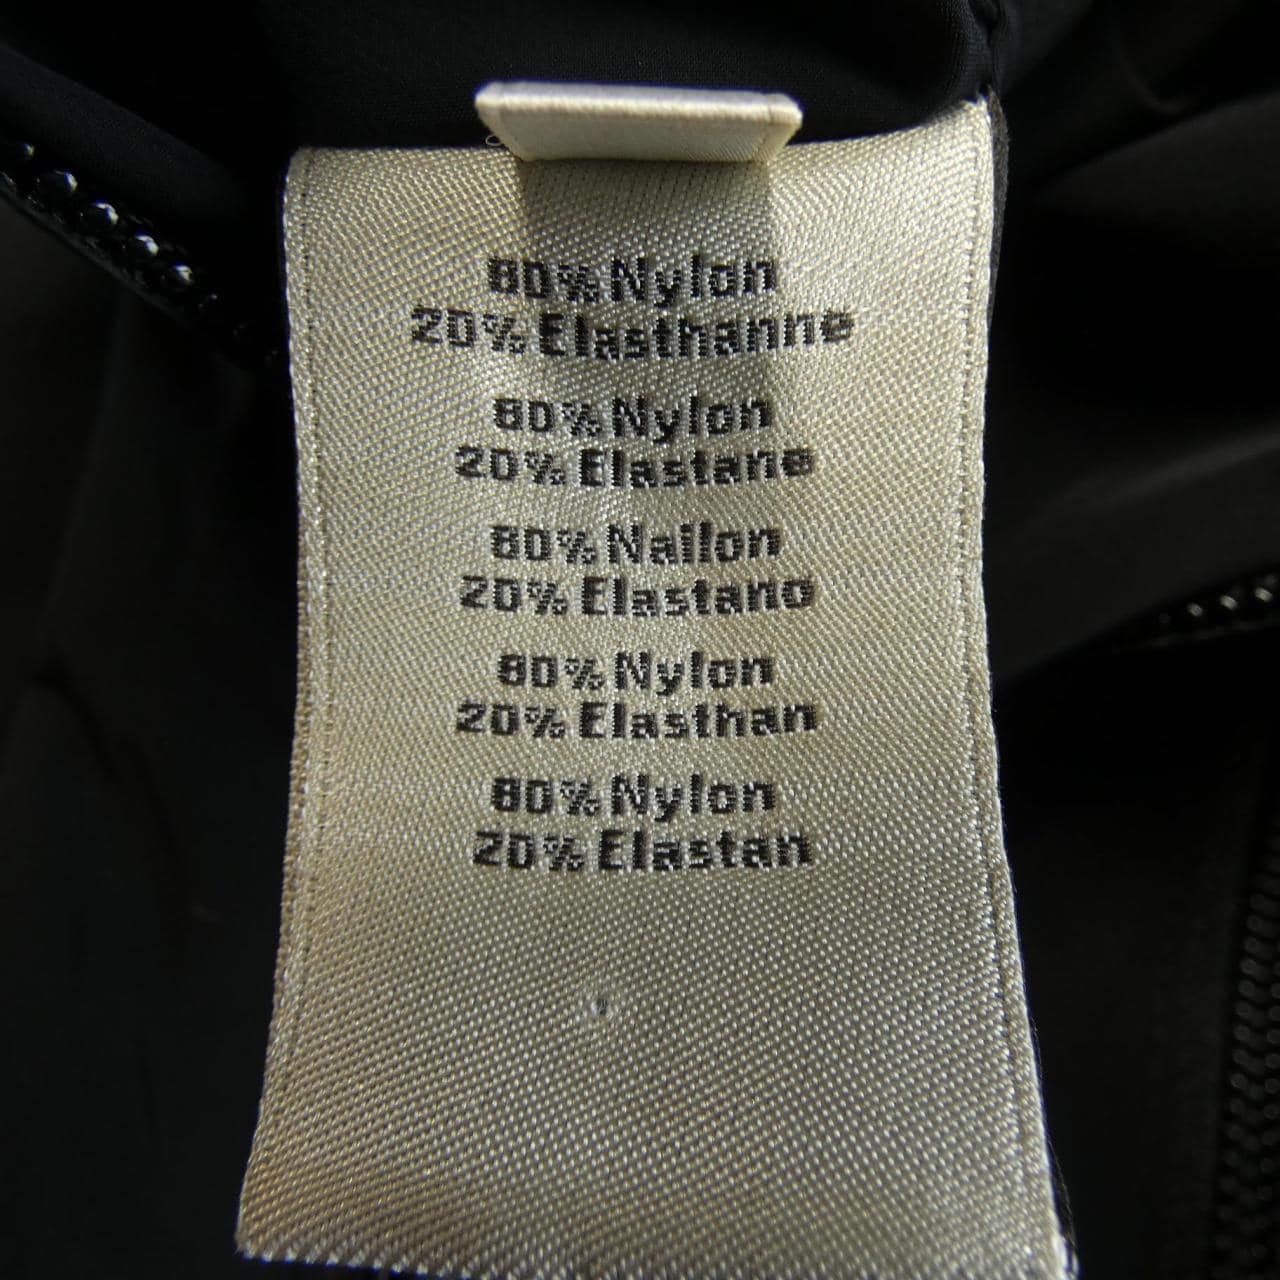 80% Nylon
20% Elasthanne
80% Nylon
20% Elastane
80% Nailon
20% Elastano
80% Nylon
20% Elasthan
80% Nylon
20% Elastan